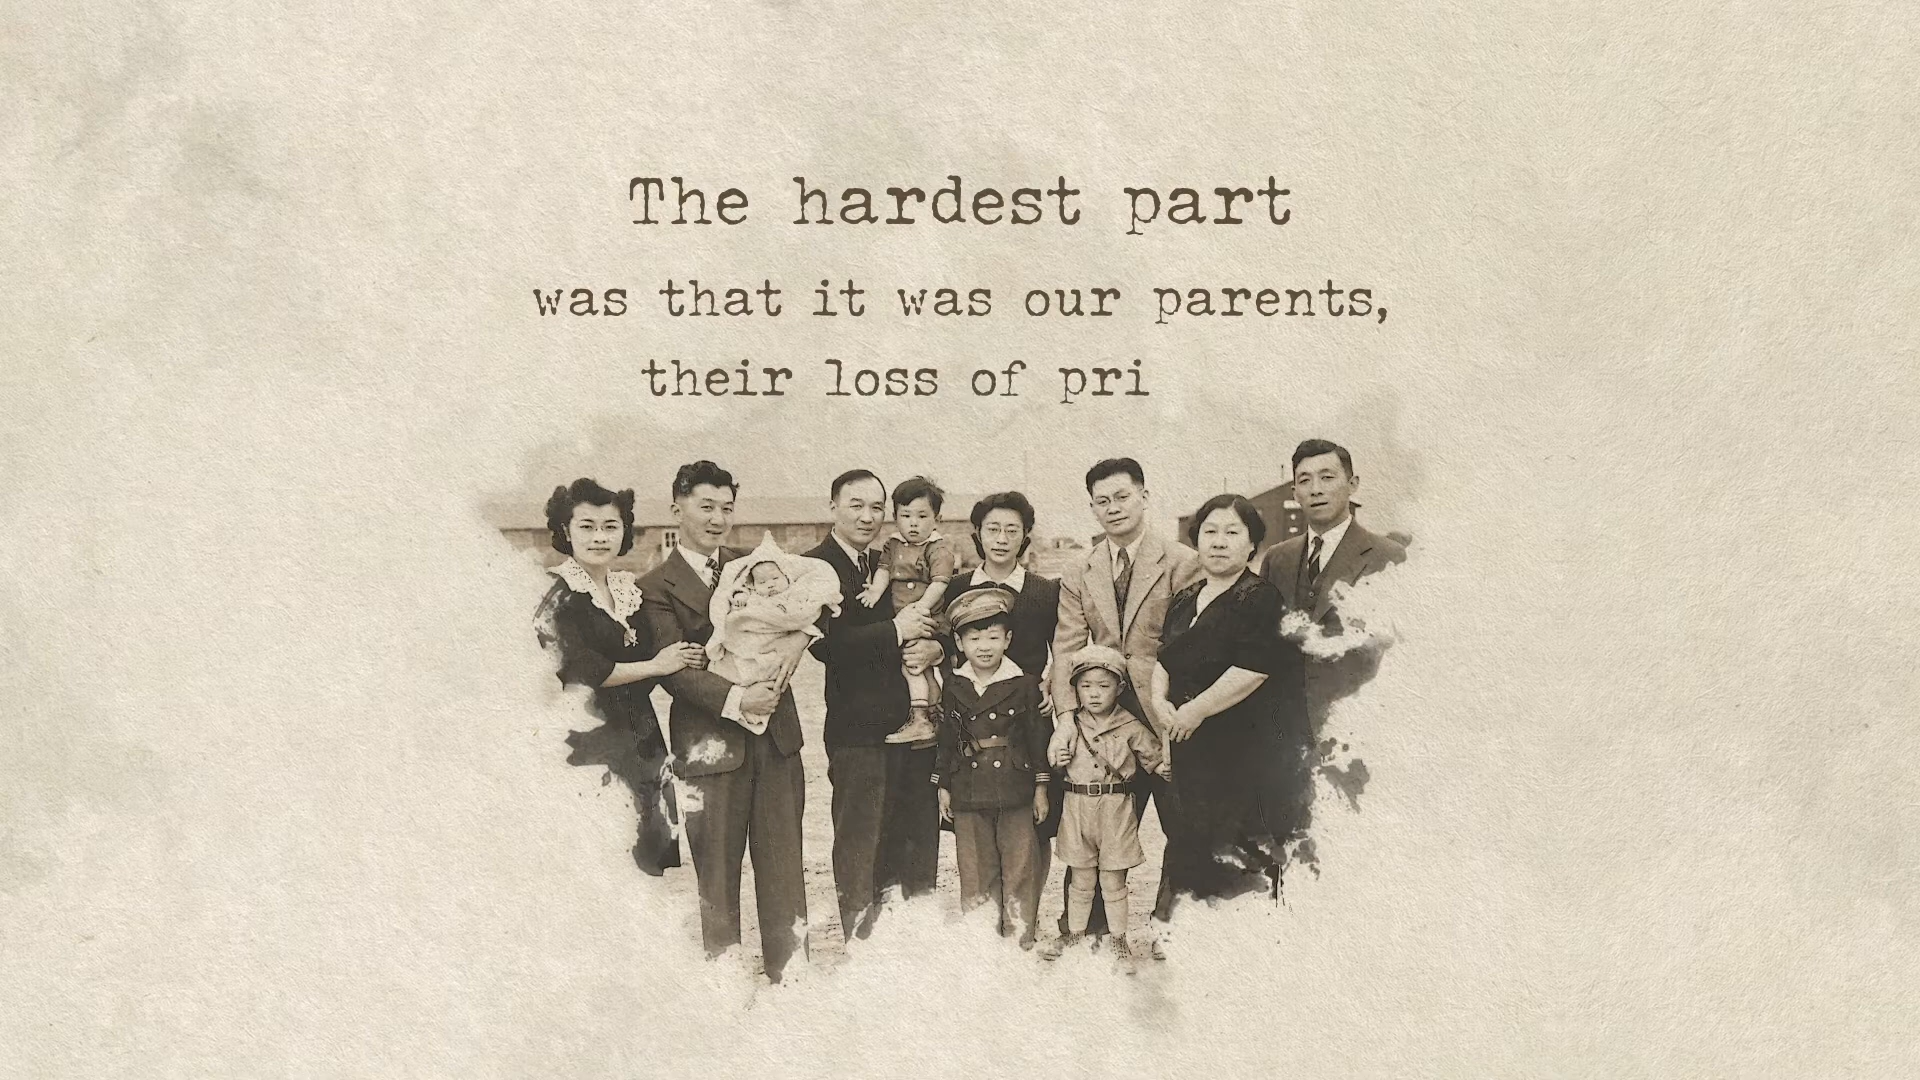 The hardest part
was that it was our parents,
their loss of pri